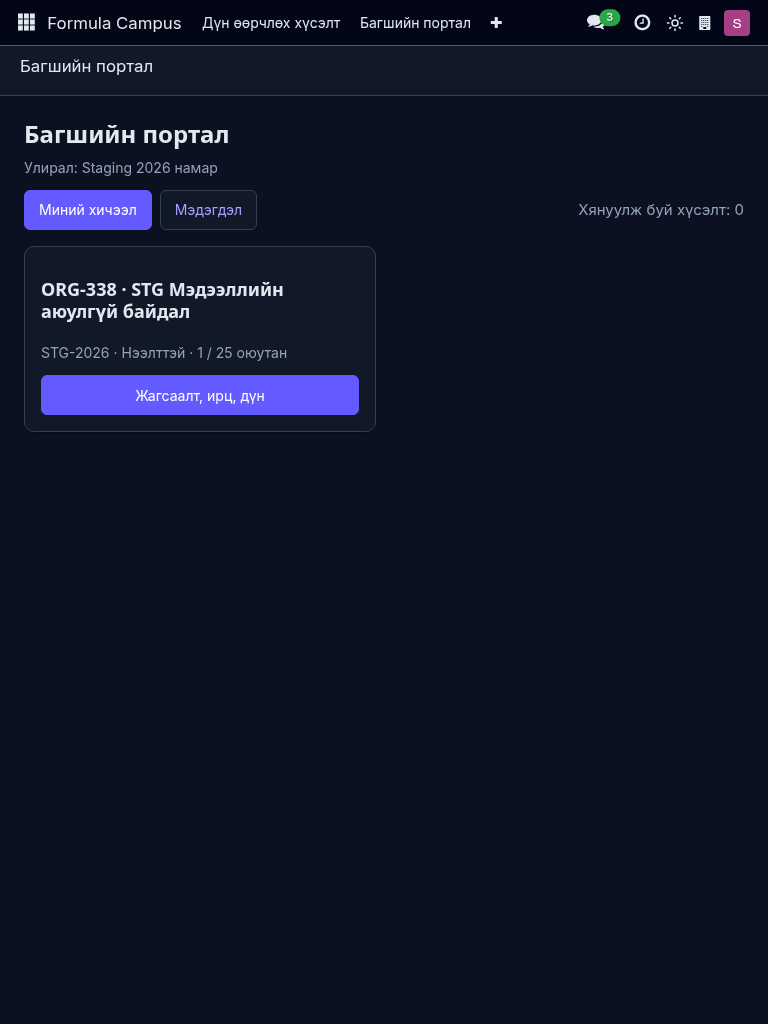 Formula Campus Дүн өөрчлөх хүсэлт Багшийн портал 3 S
Багшийн портал
Багшийн портал
Улирал: Staging 2026 намар
Миний хичээл Мэдэгдэл Хянуулж буй хүсэлт: 0
ORG-338 · STG Мэдээллийн
аюулгүй байдал
STG-2026 · Нээлттэй · 1 / 25 оюутан
Жагсаалт, ирц, дүн